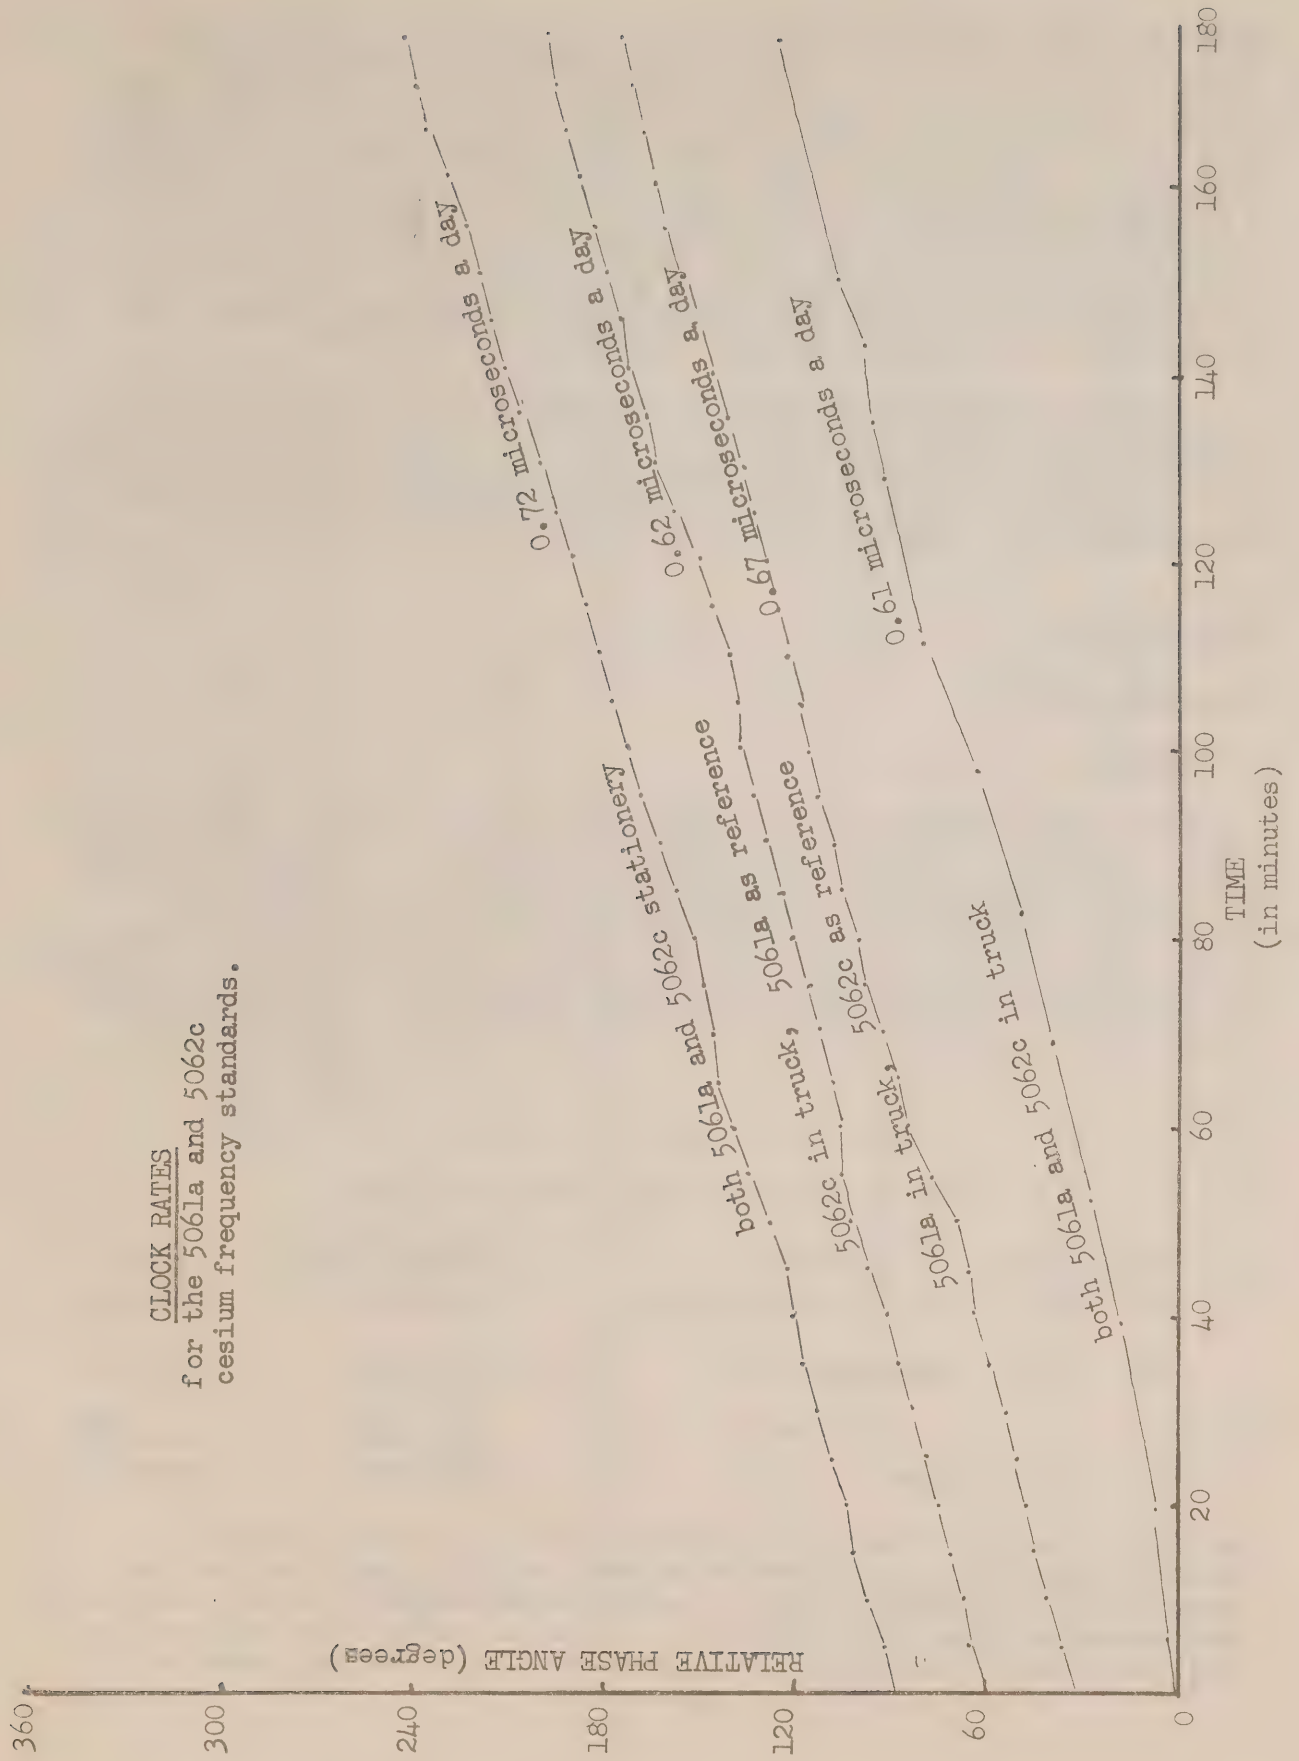 CLOCK RATES
for the 5061a and 5062c
cesium frequency standards.
RELATIVE PHASE ANGLE (degrees)
360
300
240
180
120
60
0
0.72 microseconds a day
both 5061a and 5062c stationery
0.62 microseconds a day
5062c in truck, 5061a as reference
0.67 microseconds a day
5061a in truck, 5062c as reference
0.61 microseconds a day
both 5061a and 5062c in truck
20
40
60
80
100
120
140
160
180
TIME
(in minutes)